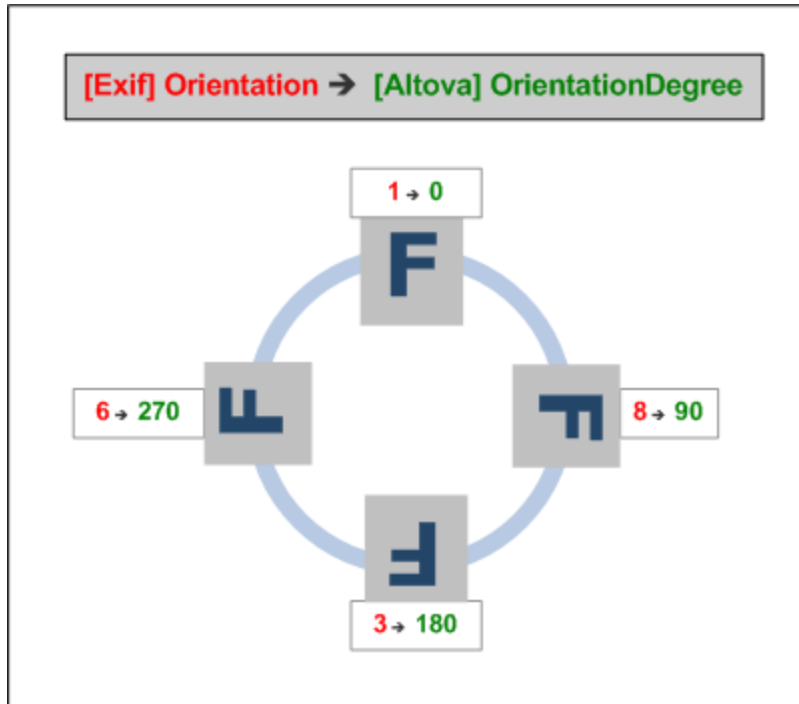 [Exif] Orientation → [Altova] OrientationDegree
1 → 0
F
F
6 → 270
F
8 → 90
F
3 → 180